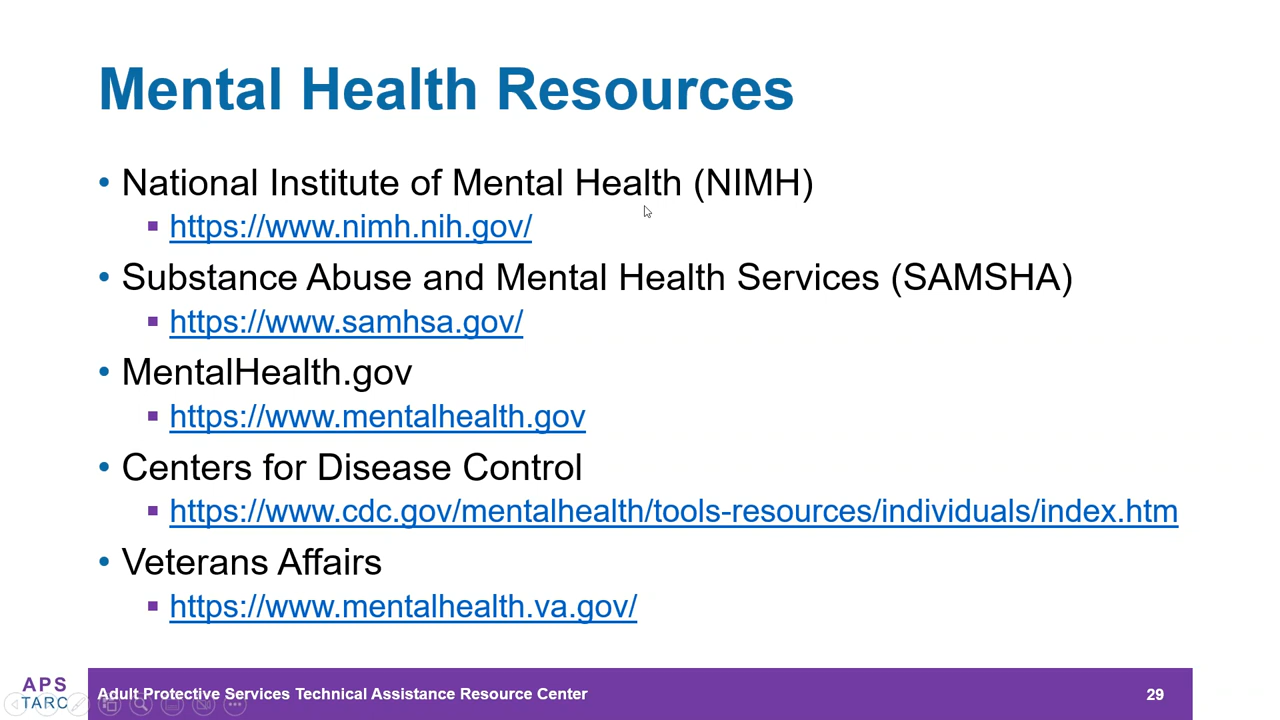 Mental Health Resources
• National Institute of Mental Health (NIMH)
▪ https://www.nimh.nih.gov/
• Substance Abuse and Mental Health Services (SAMSHA)
▪ https://www.samhsa.gov/
• MentalHealth.gov
▪ https://www.mentalhealth.gov
• Centers for Disease Control
▪ https://www.cdc.gov/mentalhealth/tools-resources/individuals/index.htm
• Veterans Affairs
▪ https://www.mentalhealth.va.gov/
APS
TARC
Adult Protective Services Technical Assistance Resource Center
29